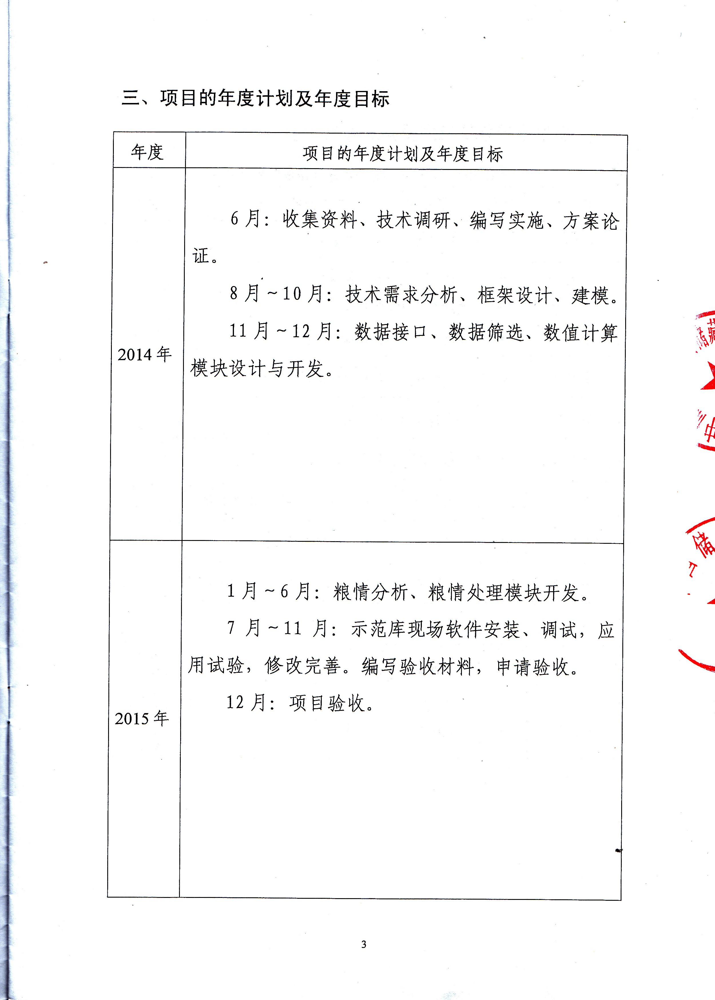 三、项目的年度计划及年度目标
年度
项目的年度计划及年度目标
2014 年
6 月：收集资料、技术调研、编写实施、方案论
证。
8 月～10 月：技术需求分析、框架设计、建模。
11 月～12 月：数据接口、数据筛选、数值计算
模块设计与开发。
2015 年
1 月～6 月：粮情分析、粮情处理模块开发。
7 月～11 月：示范库现场软件安装、调试，应
用试验，修改完善。编写验收材料，申请验收。
12 月：项目验收。
储藏
中
储
3